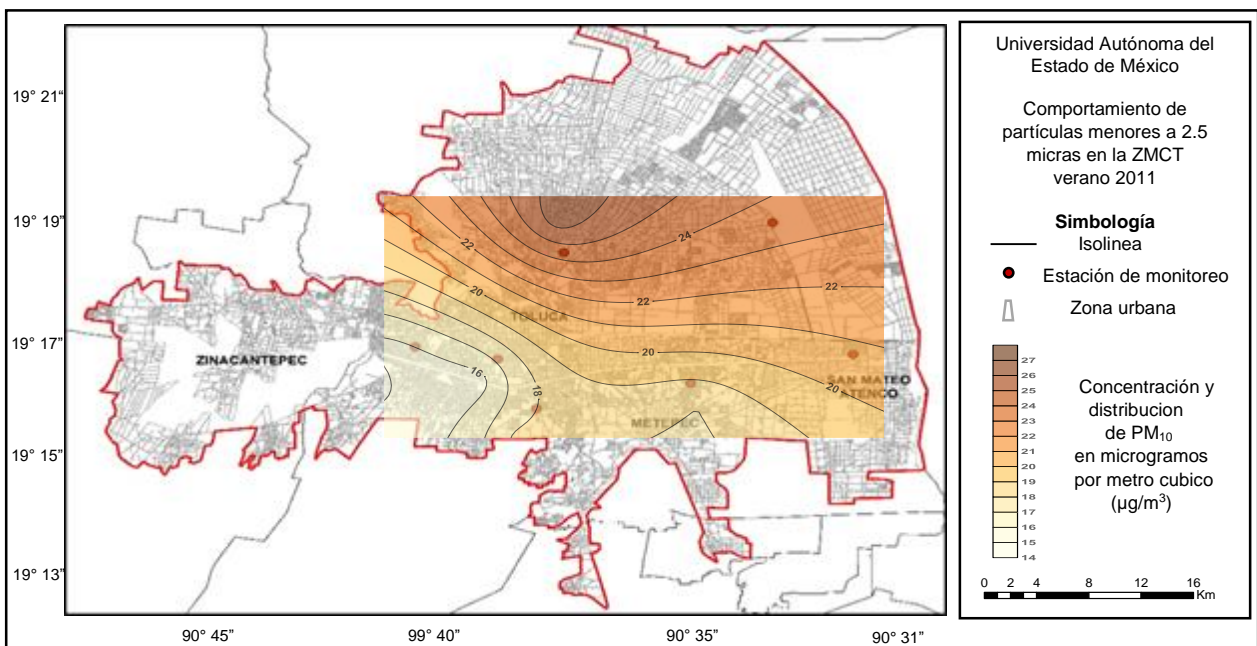 Universidad Autónoma del
Estado de México
Comportamiento de
partículas menores a 2.5
micras en la ZMCT
verano 2011
Simbología
Isolinea
Estación de monitoreo
Zona urbana
27
26
25
24
23
22
21
20
19
18
17
16
15
14
Concentración y
distribucion
de PM₁₀
en microgramos
por metro cubico
(µg/m³)
0 2 4 8 12 16
Km
19° 21“
19° 19”
19° 17”
19° 15”
19° 13”
90° 45”
99° 40”
90° 35”
90° 31”
24
22
22
22
20
TOLUCA
20
20
ZINACANTEPEC
16
18
SAN MATEO
ATENCO
METEPEC